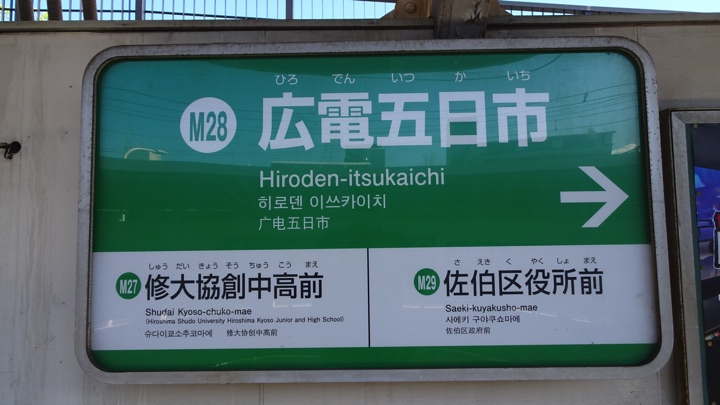 ひろ でん いつ か いち
M28 広電五日市
Hiroden-itsukaichi
히로덴 이쓰카이치
广电五日市
しゅう だい きょう そう ちゅう こう まえ
M27 修大協創中高前
Shudai Kyoso-chuko-mae
(Hiroshima Shudo University Hiroshima Kyoso Junior and High School)
슈다이쿄소추코마에 修大协创中高前
さ えき く やく しょ まえ
M29 佐伯区役所前
Saeki-kuyakusho-mae
사에키 구야쿠쇼마에
佐伯区政府前